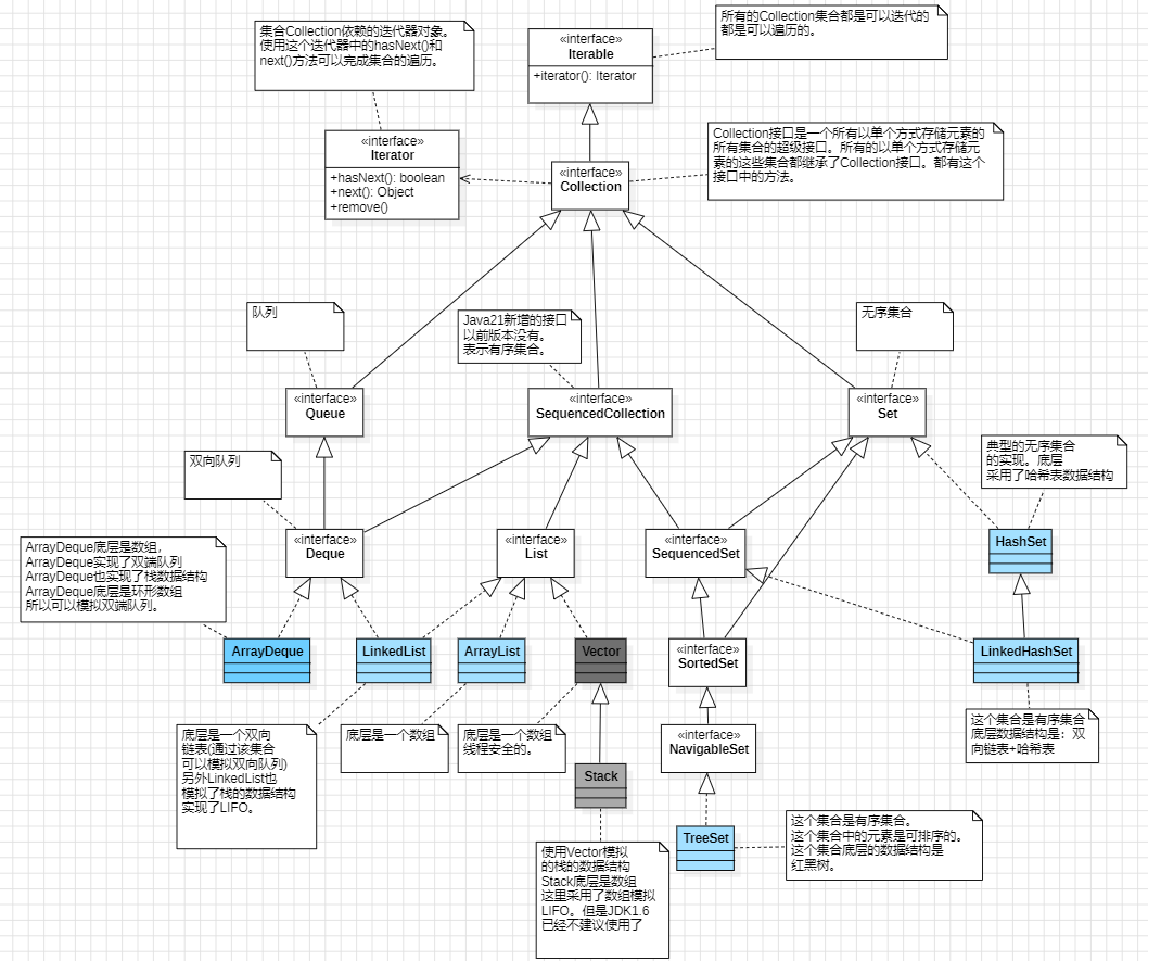 所有的Collection集合都是可以迭代的
都是可以遍历的。
集合Collection依赖的迭代器对象。
使用这个迭代器中的hasNext()和
next()方法可以完成集合的遍历。
«interface»
Iterable
+iterator(): Iterator
«interface»
Iterator
+hasNext(): boolean
+next(): Object
+remove()
«interface»
Collection
Collection接口是一个所有以单个方式存储元素的
所有集合的超级接口。所有的以单个方式存储元
素的这些集合都继承了Collection接口。都有这个
接口中的方法。
队列
Java21新增的接口
以前版本没有。
表示有序集合。
无序集合
«interface»
Queue
«interface»
SequencedCollection
«interface»
Set
双向队列
典型的无序集合
的实现。底层
采用了哈希表数据结构
ArrayDeque底层是数组，
ArrayDeque实现了双端队列
ArrayDeque也实现了栈数据结构
ArrayDeque底层是环形数组
所以可以模拟双端队列。
«interface»
Deque
«interface»
List
«interface»
SequencedSet
HashSet
ArrayDeque
LinkedList
ArrayList
Vector
«interface»
SortedSet
LinkedHashSet
底层是一个双向
链表(通过该集合
可以模拟双向队列)
另外LinkedList也
模拟了栈的数据结构
实现了LIFO。
底层是一个数组
底层是一个数组
线程安全的。
«interface»
NavigableSet
这个集合是有序集合
底层数据结构是：双
向链表+哈希表
Stack
TreeSet
这个集合是有序集合。
这个集合中的元素是可排序的。
这个集合底层的数据结构是
红黑树。
使用Vector模拟
的栈的数据结构
Stack底层是数组
这里采用了数组模拟
LIFO。但是JDK1.6
已经不建议使用了